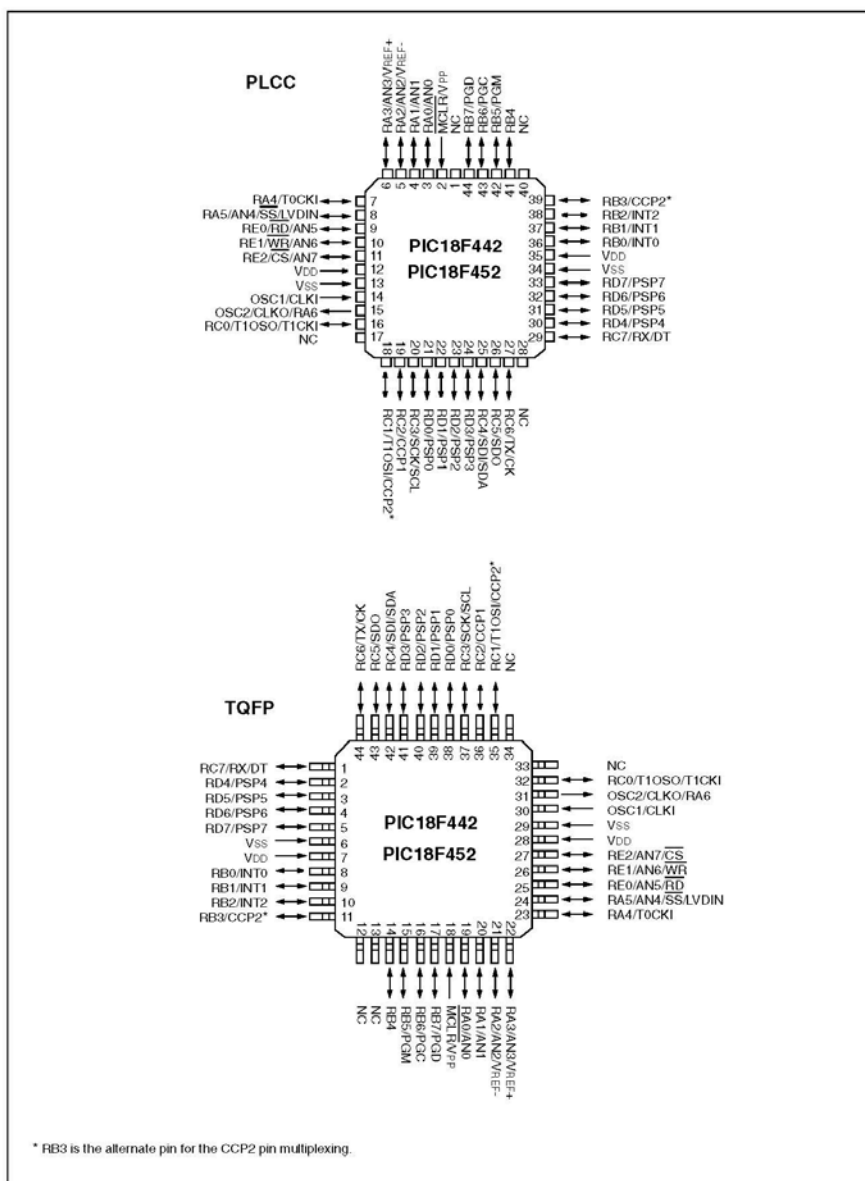 PLCC
RA3/AN3/VREF+
RA2/AN2/VREF-
RA1/AN1
RA0/AN0
MCLR/VPP
NC
RB7/PGD
RB6/PGC
RB5/PGM
RB4
NC
6
5
4
3
2
1
44
43
42
41
40
RA4/T0CKI 7
RA5/AN4/SS/LVDIN 8
RE0/RD/AN5 9
RE1/WR/AN6 10
RE2/CS/AN7 11
VDD 12
VSS 13
OSC1/CLKI 14
OSC2/CLKO/RA6 15
RC0/T1OSO/T1CKI 16
NC 17
PIC18F442
PIC18F452
39 RB3/CCP2*
38 RB2/INT2
37 RB1/INT1
36 RB0/INT0
35 VDD
34 VSS
33 RD7/PSP7
32 RD6/PSP6
31 RD5/PSP5
30 RD4/PSP4
29 RC7/RX/DT
18
19
20
21
22
23
24
25
26
27
28
RC1/T1OSI/CCP2*
RC2/CCP1
RC3/SCK/SCL
RD0/PSP0
RD1/PSP1
RD2/PSP2
RD3/PSP3
RC4/SDI/SDA
RC5/SDO
RC6/TX/CK
NC
TQFP
RC6/TX/CK
RC5/SDO
RC4/SDI/SDA
RD3/PSP3
RD2/PSP2
RD1/PSP1
RD0/PSP0
RC3/SCK/SCL
RC2/CCP1
RC1/T1OSI/CCP2*
NC
44
43
42
41
40
39
38
37
36
35
34
RC7/RX/DT 1
RD4/PSP4 2
RD5/PSP5 3
RD6/PSP6 4
RD7/PSP7 5
VSS 6
VDD 7
RB0/INT0 8
RB1/INT1 9
RB2/INT2 10
RB3/CCP2* 11
PIC18F442
PIC18F452
33 NC
32 RC0/T1OSO/T1CKI
31 OSC2/CLKO/RA6
30 OSC1/CLKI
29 VSS
28 VDD
27 RE2/AN7/CS
26 RE1/AN6/WR
25 RE0/AN5/RD
24 RA5/AN4/SS/LVDIN
23 RA4/T0CKI
12
13
14
15
16
17
18
19
20
21
22
NC
NC
RB4
RB5/PGM
RB6/PGC
RB7/PGD
MCLR/VPP
RA0/AN0
RA1/AN1
RA2/AN2/VREF-
RA3/AN3/VREF+
* RB3 is the alternate pin for the CCP2 pin multiplexing.